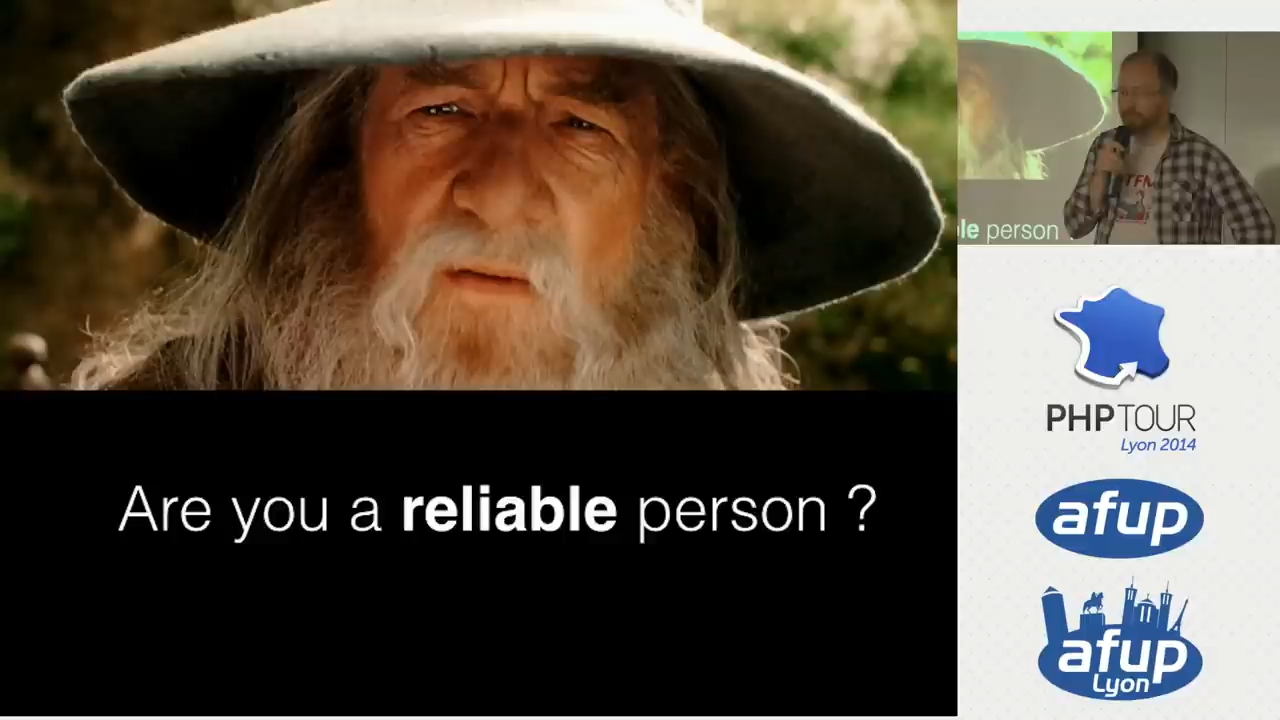 Are you a reliable person ?
le person
PHPTOUR
Lyon 2014
afup
afup
Lyon